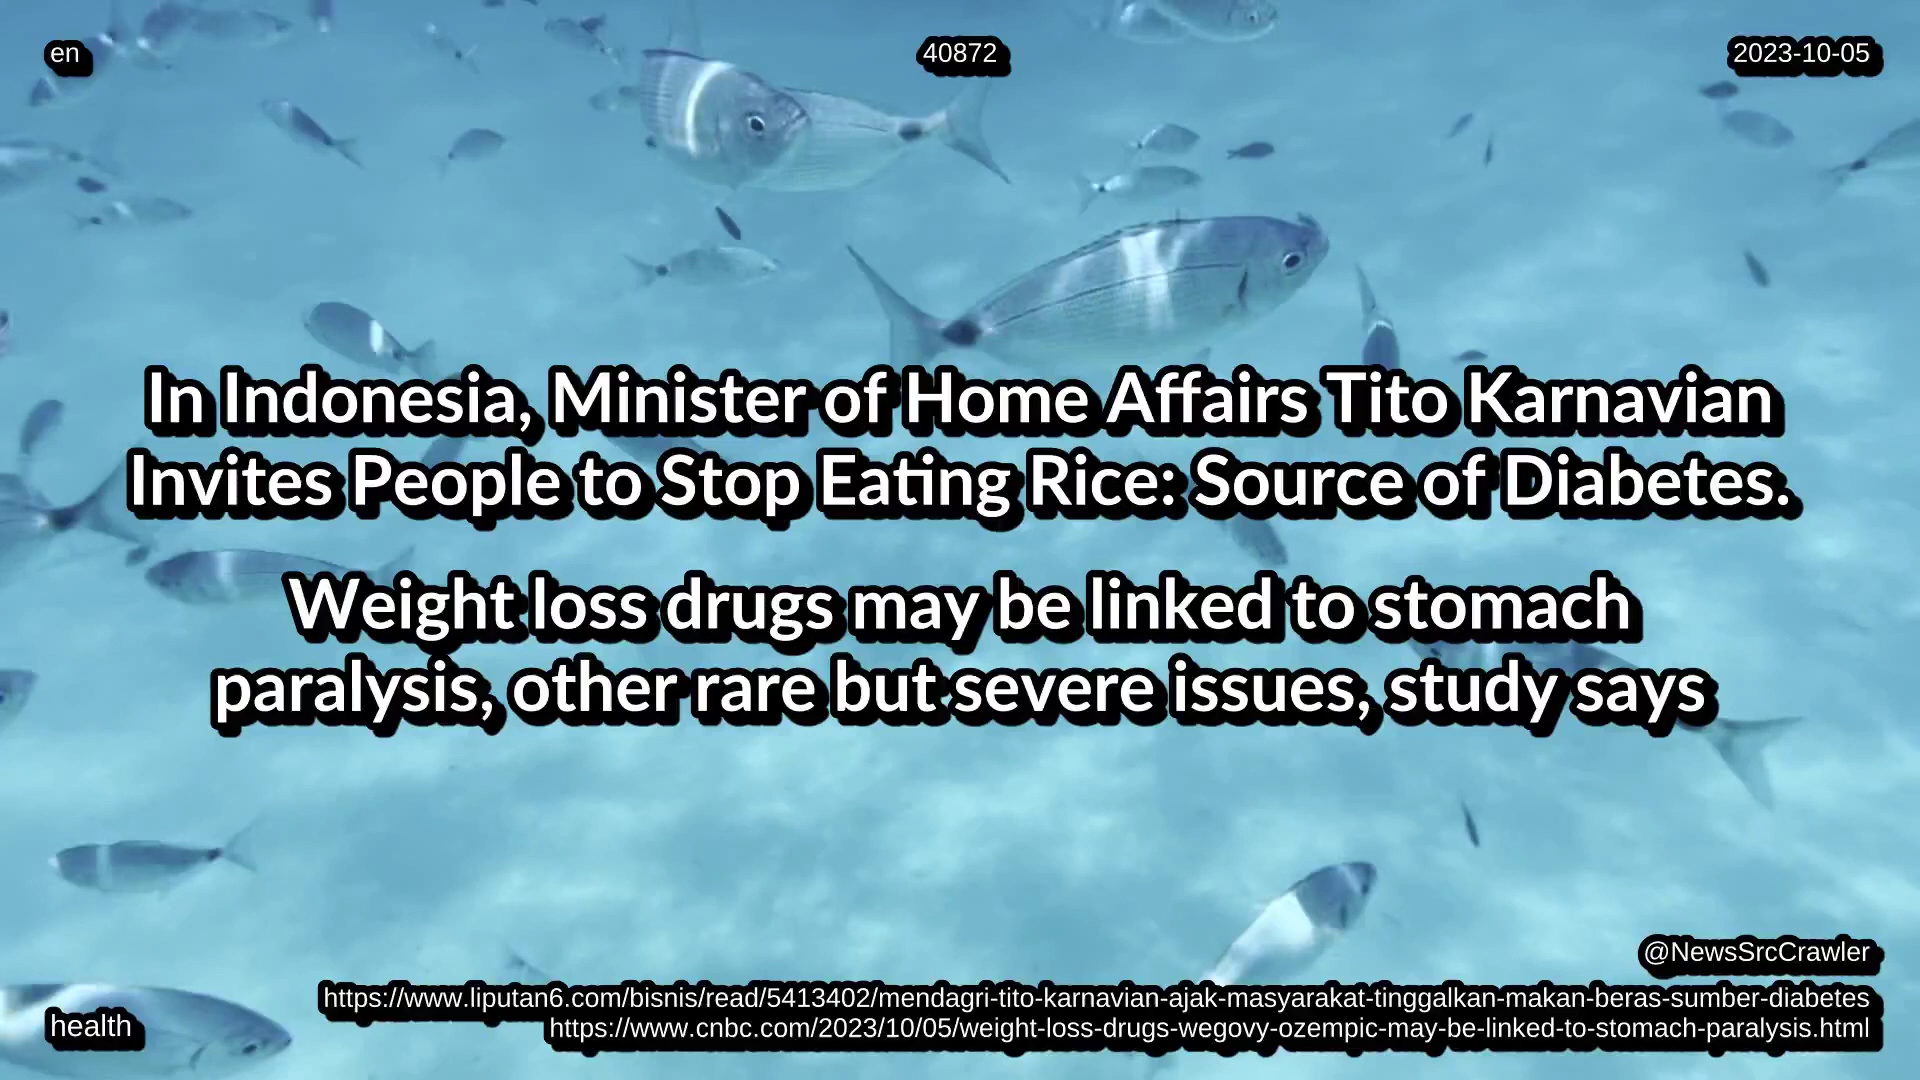 en
40872
2023-10-05
In Indonesia, Minister of Home Affairs Tito Karnavian
Invites People to Stop Eating Rice: Source of Diabetes.
Weight loss drugs may be linked to stomach
paralysis, other rare but severe issues, study says
@NewsSrcCrawler
https://www.liputan6.com/bisnis/read/5413402/mendagri-tito-karnavian-ajak-masyarakat-tinggalkan-makan-beras-sumber-diabetes
https://www.cnbc.com/2023/10/05/weight-loss-drugs-wegovy-ozempic-may-be-linked-to-stomach-paralysis.html
health